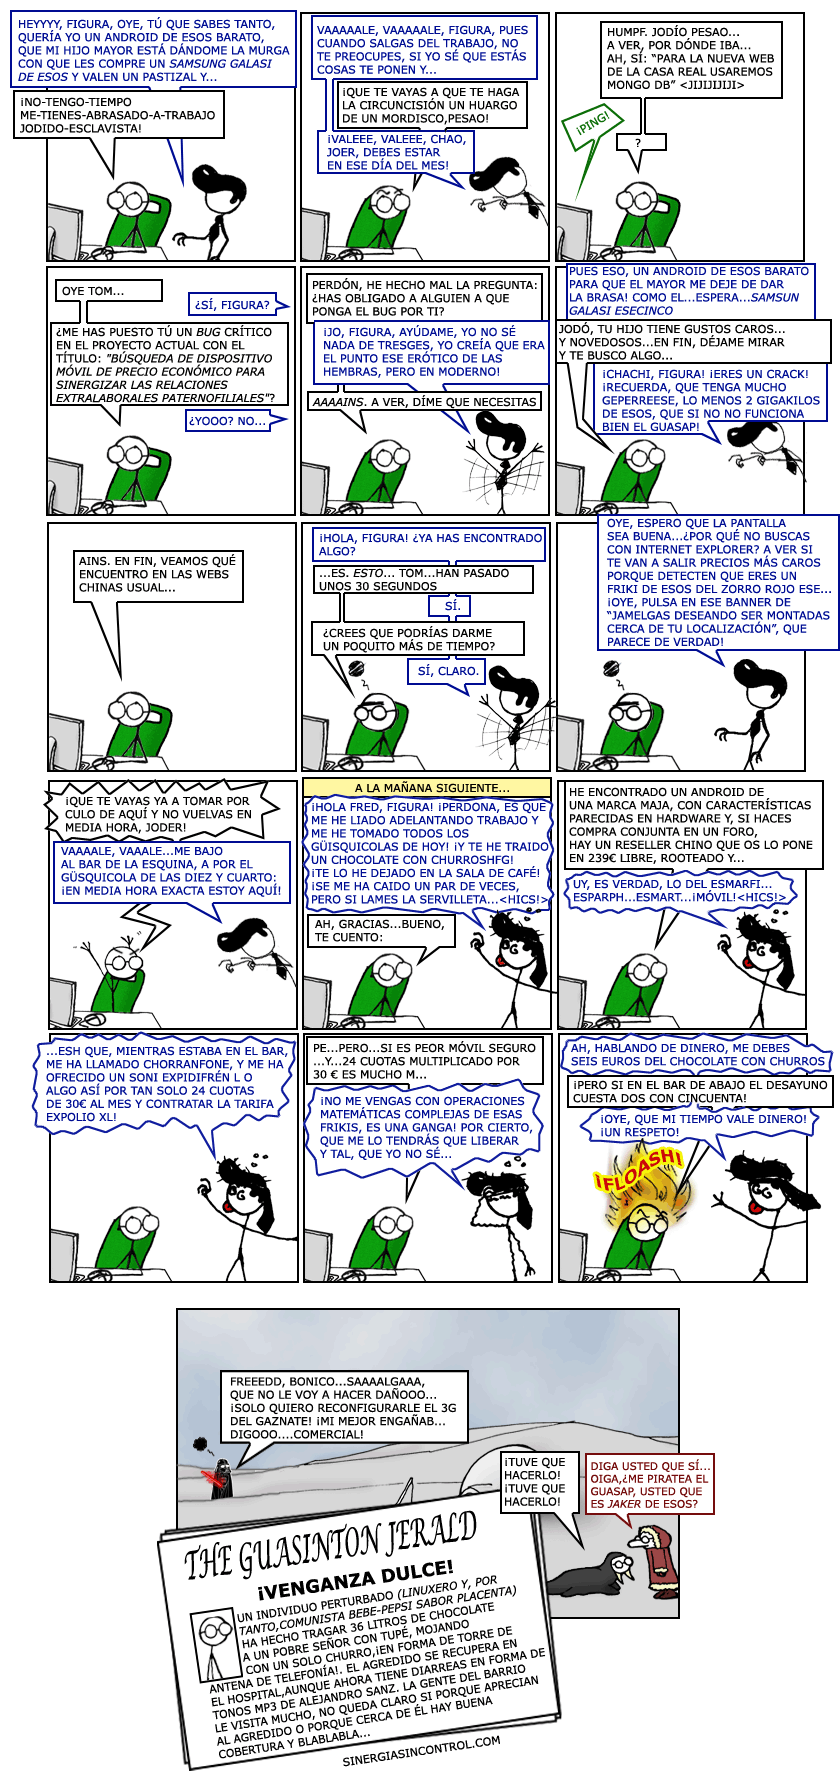 HEYYYY, FIGURA, OYE, TÚ QUE SABES TANTO,
QUERÍA YO UN ANDROID DE ESOS BARATO,
QUE MI HIJO MAYOR ESTÁ DÁNDOME LA MURGA
CON QUE LES COMPRE UN SAMSUNG GALASI
DE ESOS Y VALEN UN PASTIZAL Y...
¡NO-TENGO-TIEMPO
ME-TIENES-ABRASADO-A-TRABAJO
JODIDO-ESCLAVISTA!
VAAAAALE, VAAAAALE, FIGURA, PUES
CUANDO SALGAS DEL TRABAJO, NO
TE PREOCUPES, SI YO SÉ QUE ESTÁS
COSAS TE PONEN Y...
¡QUE TE VAYAS A QUE TE HAGA
LA CIRCUNCISIÓN UN HUARGO
DE UN MORDISCO,PESAO!
¡VALEEE, VALEEE, CHAO,
JOER, DEBES ESTAR
EN ESE DÍA DEL MES!
HUMPF. JODÍO PESAO...
A VER, POR DÓNDE IBA...
AH, SÍ: "PARA LA NUEVA WEB
DE LA CASA REAL USAREMOS
MONGO DB" <JIJIJIJIJI>
¡PING!
?
OYE TOM...
¿SÍ, FIGURA?
¿ME HAS PUESTO TÚ UN BUG CRÍTICO
EN EL PROYECTO ACTUAL CON EL
TÍTULO: "BÚSQUEDA DE DISPOSITIVO
MÓVIL DE PRECIO ECONÓMICO PARA
SINERGIZAR LAS RELACIONES
EXTRALABORALES PATERNOFILIALES"?
¿YOOO? NO...
PERDÓN, HE HECHO MAL LA PREGUNTA:
¿HAS OBLIGADO A ALGUIEN A QUE
PONGA EL BUG POR TI?
¡JO, FIGURA, AYÚDAME, YO NO SÉ
NADA DE TRESGES, YO CREÍA QUE ERA
EL PUNTO ESE ERÓTICO DE LAS
HEMBRAS, PERO EN MODERNO!
AAAAINS. A VER, DÍME QUE NECESITAS
PUES ESO, UN ANDROID DE ESOS BARATO
PARA QUE EL MAYOR ME DEJE DE DAR
LA BRASA! COMO EL...ESPERA...SAMSUN
GALASI ESECINCO
JODÓ, TU HIJO TIENE GUSTOS CAROS...
Y NOVEDOSOS...EN FIN, DÉJAME MIRAR
Y TE BUSCO ALGO...
¡CHACHI, FIGURA! ¡ERES UN CRACK!
¡RECUERDA, QUE TENGA MUCHO
GEPERREESE, LO MENOS 2 GIGAKILOS
DE ESOS, QUE SI NO NO FUNCIONA
BIEN EL GUASAP!
AINS. EN FIN, VEAMOS QUÉ
ENCUENTRO EN LAS WEBS
CHINAS USUAL...
¡HOLA, FIGURA! ¿YA HAS ENCONTRADO
ALGO?
...ES. ESTO... TOM...HAN PASADO
UNOS 30 SEGUNDOS
SÍ.
¿CREES QUE PODRÍAS DARME
UN POQUITO MÁS DE TIEMPO?
SÍ, CLARO.
OYE, ESPERO QUE LA PANTALLA
SEA BUENA...¿POR QUÉ NO BUSCAS
CON INTERNET EXPLORER? A VER SI
TE VAN A SALIR PRECIOS MÁS CAROS
PORQUE DETECTEN QUE ERES UN
FRIKI DE ESOS DEL ZORRO ROJO ESE...
¡OYE, PULSA EN ESE BANNER DE
"JAMELGAS DESEANDO SER MONTADAS
CERCA DE TU LOCALIZACIÓN", QUE
PARECE DE VERDAD!
¡QUE TE VAYAS YA A TOMAR POR
CULO DE AQUÍ Y NO VUELVAS EN
MEDIA HORA, JODER!
VAAAALE, VAAALE...ME BAJO
AL BAR DE LA ESQUINA, A POR EL
GÜSQUICOLA DE LAS DIEZ Y CUARTO:
¡EN MEDIA HORA EXACTA ESTOY AQUÍ!
A LA MAÑANA SIGUIENTE...
¡HOLA FRED, FIGURA! ¡PERDONA, ES QUE
ME HE LIADO ADELANTANDO TRABAJO Y
ME HE TOMADO TODOS LOS
GÜISQUICOLAS DE HOY! ¡Y TE HE TRAIDO
UN CHOCOLATE CON CHURROSHFG!
¡TE LO HE DEJADO EN LA SALA DE CAFÉ!
¡SE ME HA CAIDO UN PAR DE VECES,
PERO SI LAMES LA SERVILLETA...<HICS!>
AH, GRACIAS...BUENO,
TE CUENTO:
HE ENCONTRADO UN ANDROID DE
UNA MARCA MAJA, CON CARACTERÍSTICAS
PARECIDAS EN HARDWARE Y, SI HACES
COMPRA CONJUNTA EN UN FORO,
HAY UN RESELLER CHINO QUE OS LO PONE
EN 239€ LIBRE, ROOTEADO Y...
UY, ES VERDAD, LO DEL ESMARFI...
ESPARPH...ESMART...¡MÓVIL!<HICS!>
...ESH QUE, MIENTRAS ESTABA EN EL BAR,
ME HA LLAMADO CHORRANFONE, Y ME HA
OFRECIDO UN SONI EXPIDIFRÉN L O
ALGO ASÍ POR TAN SOLO 24 CUOTAS
DE 30€ AL MES Y CONTRATAR LA TARIFA
EXPOLIO XL!
PE...PERO...SI ES PEOR MÓVIL SEGURO
...Y...24 CUOTAS MULTIPLICADO POR
30 € ES MUCHO M...
¡NO ME VENGAS CON OPERACIONES
MATEMÁTICAS COMPLEJAS DE ESAS
FRIKIS, ES UNA GANGA! POR CIERTO,
QUE ME LO TENDRÁS QUE LIBERAR
Y TAL, QUE YO NO SÉ...
AH, HABLANDO DE DINERO, ME DEBES
SEIS EUROS DEL CHOCOLATE CON CHURROS
¡PERO SI EN EL BAR DE ABAJO EL DESAYUNO
CUESTA DOS CON CINCUENTA!
¡OYE, QUE MI TIEMPO VALE DINERO!
¡UN RESPETO!
¡FLOASH!
FREEEDD, BONICO...SAAAALGAAA,
QUE NO LE VOY A HACER DAÑOOO...
¡SOLO QUIERO RECONFIGURARLE EL 3G
DEL GAZNATE! ¡MI MEJOR ENGAÑAB...
DIGOOO....COMERCIAL!
¡TUVE QUE
HACERLO!
¡TUVE QUE
HACERLO!
DIGA USTED QUE SÍ...
OIGA,¿ME PIRATEA EL
GUASAP, USTED QUE
ES JAKER DE ESOS?
THE GUASINTON JERALD
¡VENGANZA DULCE!
UN INDIVIDUO PERTURBADO (LINUXERO Y, POR
TANTO,COMUNISTA BEBE-PEPSI SABOR PLACENTA)
HA HECHO TRAGAR 36 LITROS DE CHOCOLATE
A UN POBRE SEÑOR CON TUPÉ, MOJANDO
CON UN SOLO CHURRO,¡EN FORMA DE TORRE DE
ANTENA DE TELEFONÍA!. EL AGREDIDO SE RECUPERA EN
EL HOSPITAL,AUNQUE AHORA TIENE DIARREAS EN FORMA DE
TONOS MP3 DE ALEJANDRO SANZ. LA GENTE DEL BARRIO
LE VISITA MUCHO, NO QUEDA CLARO SI PORQUE APRECIAN
AL AGREDIDO O PORQUE CERCA DE ÉL HAY BUENA
COBERTURA Y BLABLABLA...
SINERGIASINCONTROL.COM